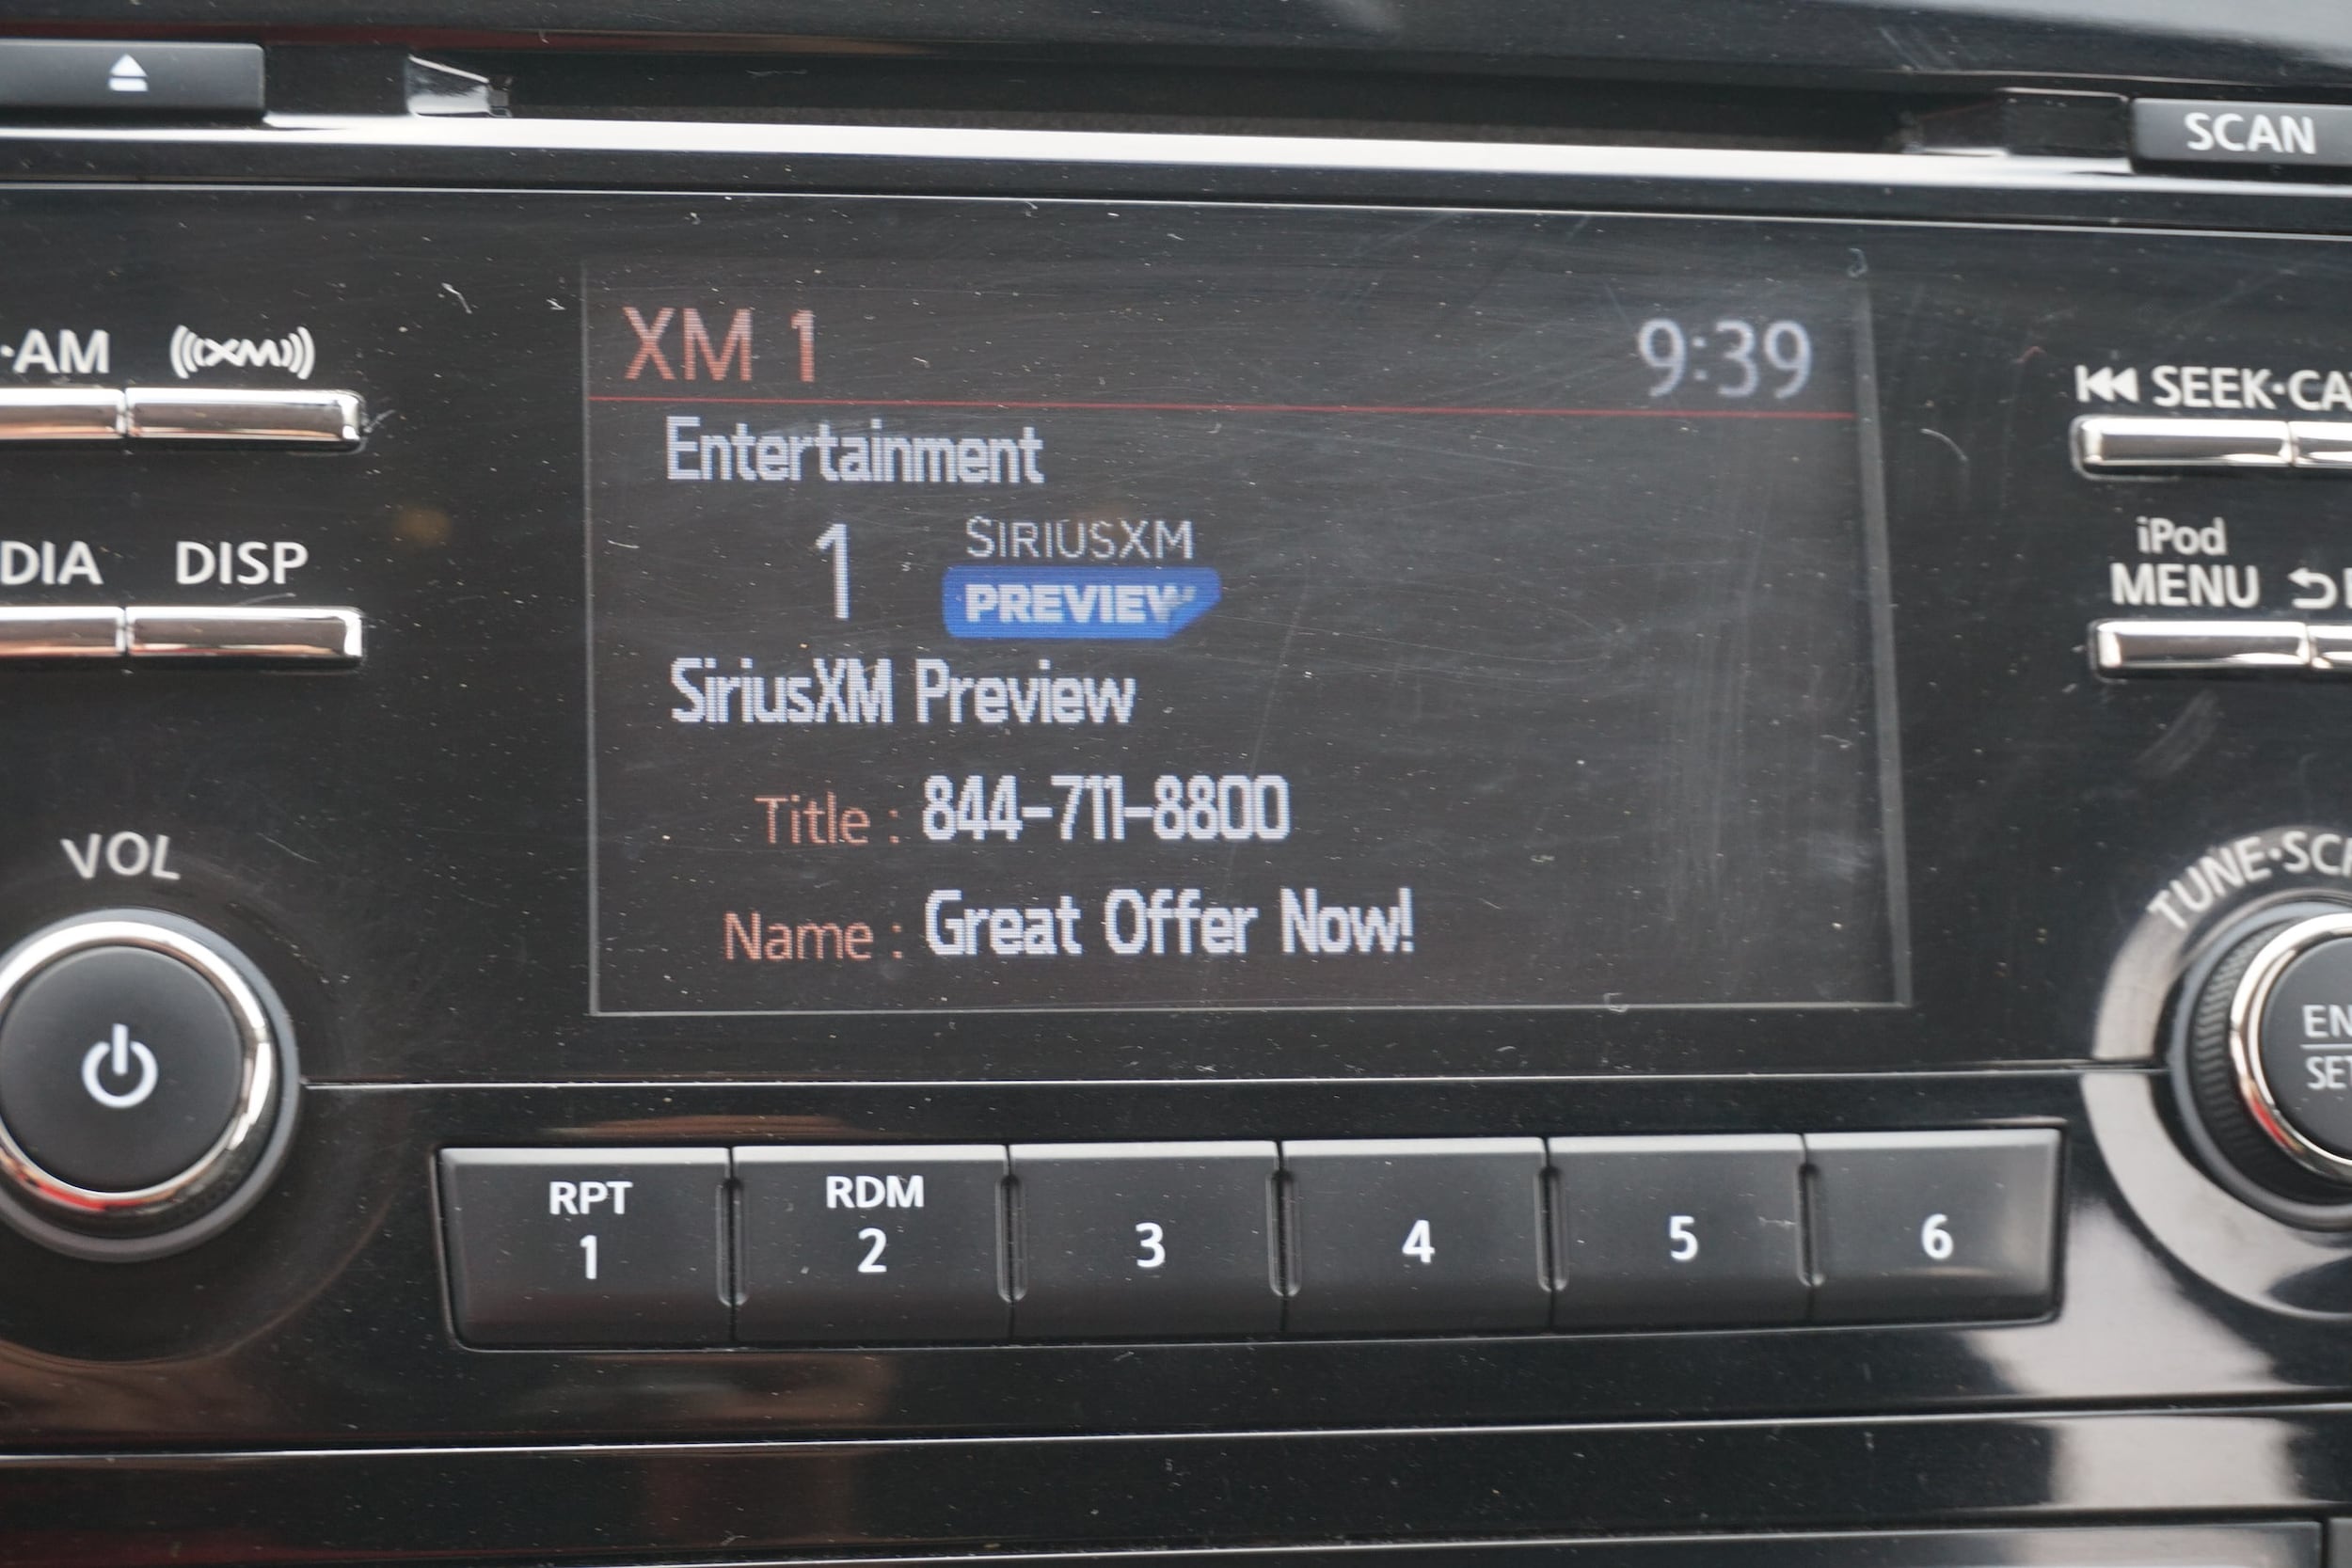 SCAN
·AM XM
XM 1 9:39
SEEK·CA
Entertainment
1 SIRIUSXM
PREVIEW
iPod
MENU
DIA DISP
SiriusXM Preview
Title : 844-711-8800
Name : Great Offer Now!
VOL
TUNE·SC
EN
SET
RPT
1
RDM
2
3
4
5
6